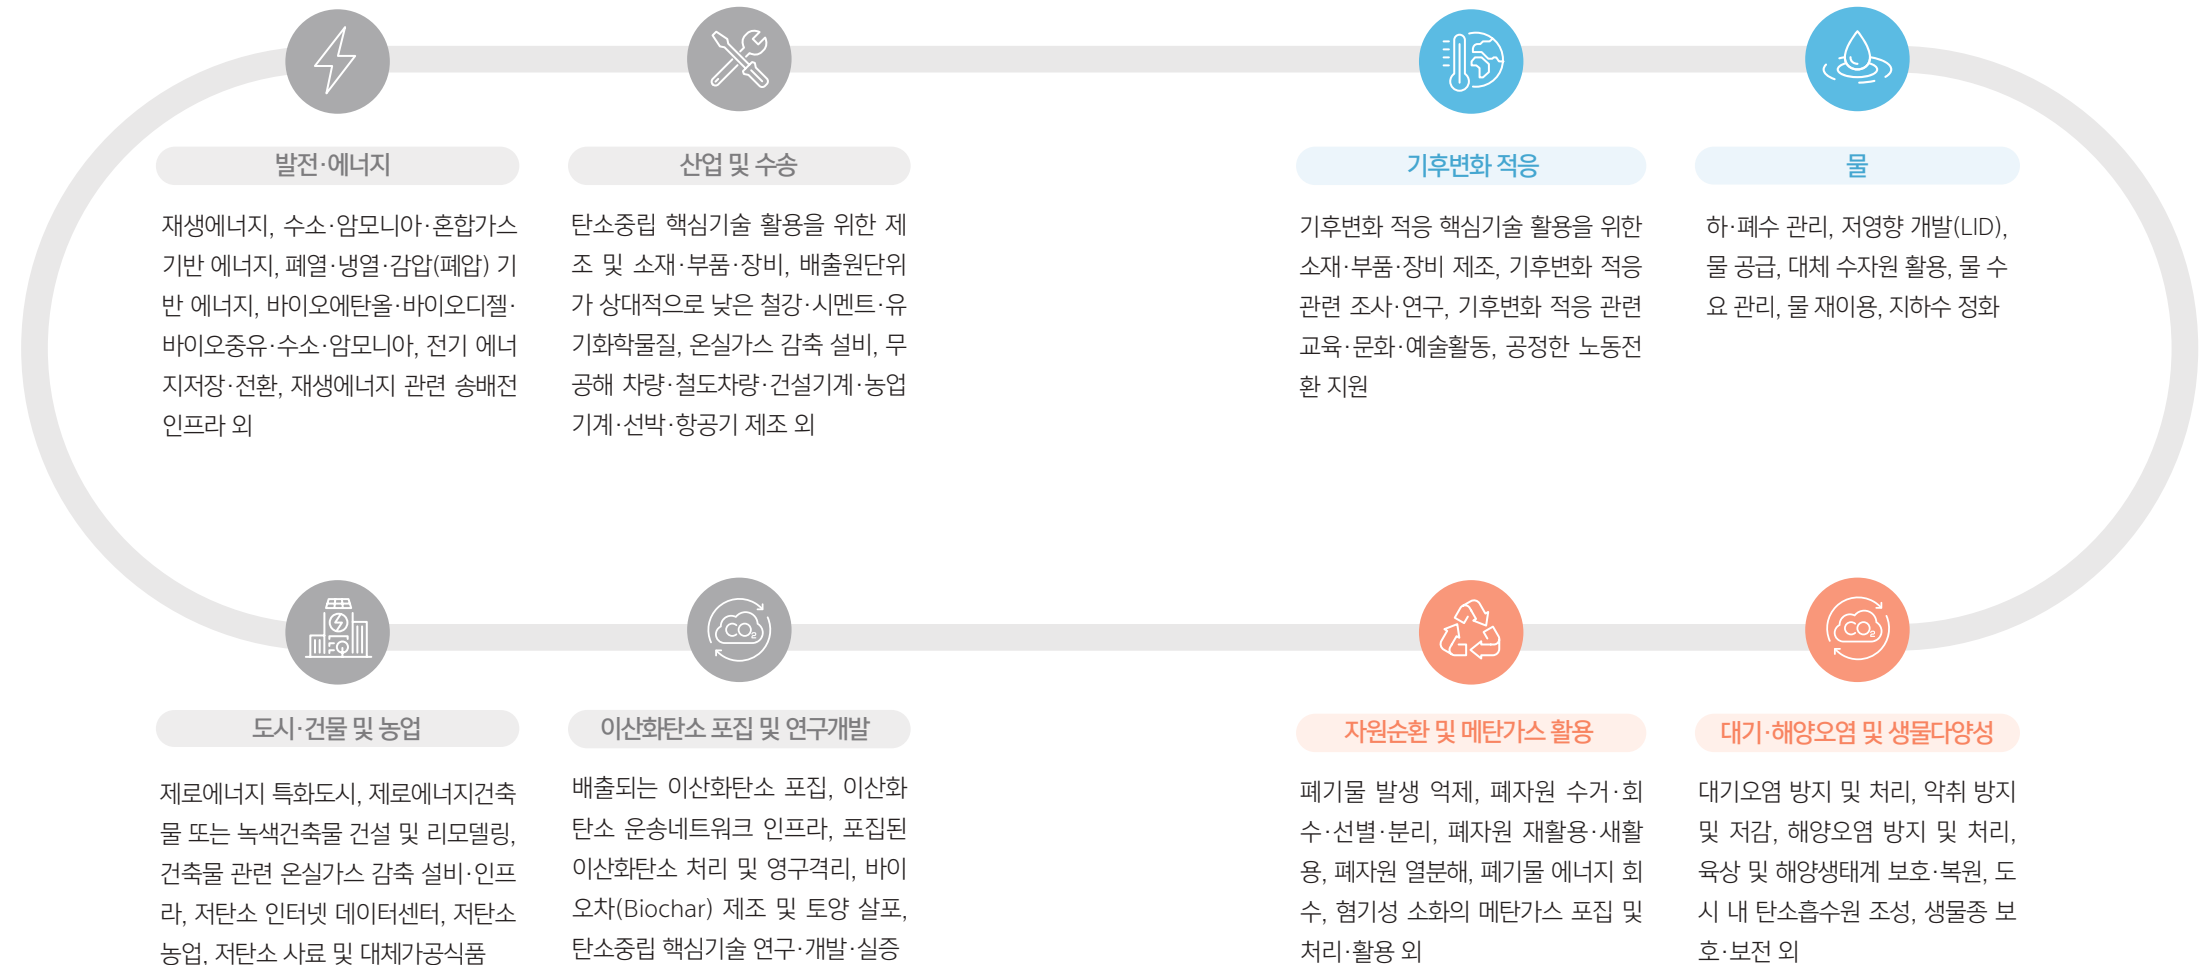 발전·에너지
재생에너지, 수소·암모니아·혼합가스
기반 에너지, 폐열·냉열·감압(폐압) 기
반 에너지, 바이오에탄올·바이오디젤·
바이오중유·수소·암모니아, 전기 에너
지저장·전환, 재생에너지 관련 송배전
인프라 외
산업 및 수송
탄소중립 핵심기술 활용을 위한 제
조 및 소재·부품·장비, 배출원단위
가 상대적으로 낮은 철강·시멘트·유
기화학물질, 온실가스 감축 설비, 무
공해 차량·철도차량·건설기계·농업
기계·선박·항공기 제조 외
기후변화 적응
기후변화 적응 핵심기술 활용을 위한
소재·부품·장비 제조, 기후변화 적응
관련 조사·연구, 기후변화 적응 관련
교육·문화·예술활동, 공정한 노동전
환 지원
물
하·폐수 관리, 저영향 개발(LID),
물 공급, 대체 수자원 활용, 물 수
요 관리, 물 재이용, 지하수 정화
도시·건물 및 농업
제로에너지 특화도시, 제로에너지건축
물 또는 녹색건축물 건설 및 리모델링,
건축물 관련 온실가스 감축 설비·인프
라, 저탄소 인터넷 데이터센터, 저탄소
농업, 저탄소 사료 및 대체가공식품
CO₂
이산화탄소 포집 및 연구개발
배출되는 이산화탄소 포집, 이산화
탄소 운송네트워크 인프라, 포집된
이산화탄소 처리 및 영구격리, 바이
오차(Biochar) 제조 및 토양 살포,
탄소중립 핵심기술 연구·개발·실증
자원순환 및 메탄가스 활용
폐기물 발생 억제, 폐자원 수거·회
수·선별·분리, 폐자원 재활용·새활
용, 폐자원 열분해, 폐기물 에너지 회
수, 혐기성 소화의 메탄가스 포집 및
처리·활용 외
CO₂
대기·해양오염 및 생물다양성
대기오염 방지 및 처리, 악취 방지
및 저감, 해양오염 방지 및 처리,
육상 및 해양생태계 보호·복원, 도
시 내 탄소흡수원 조성, 생물종 보
호·보전 외